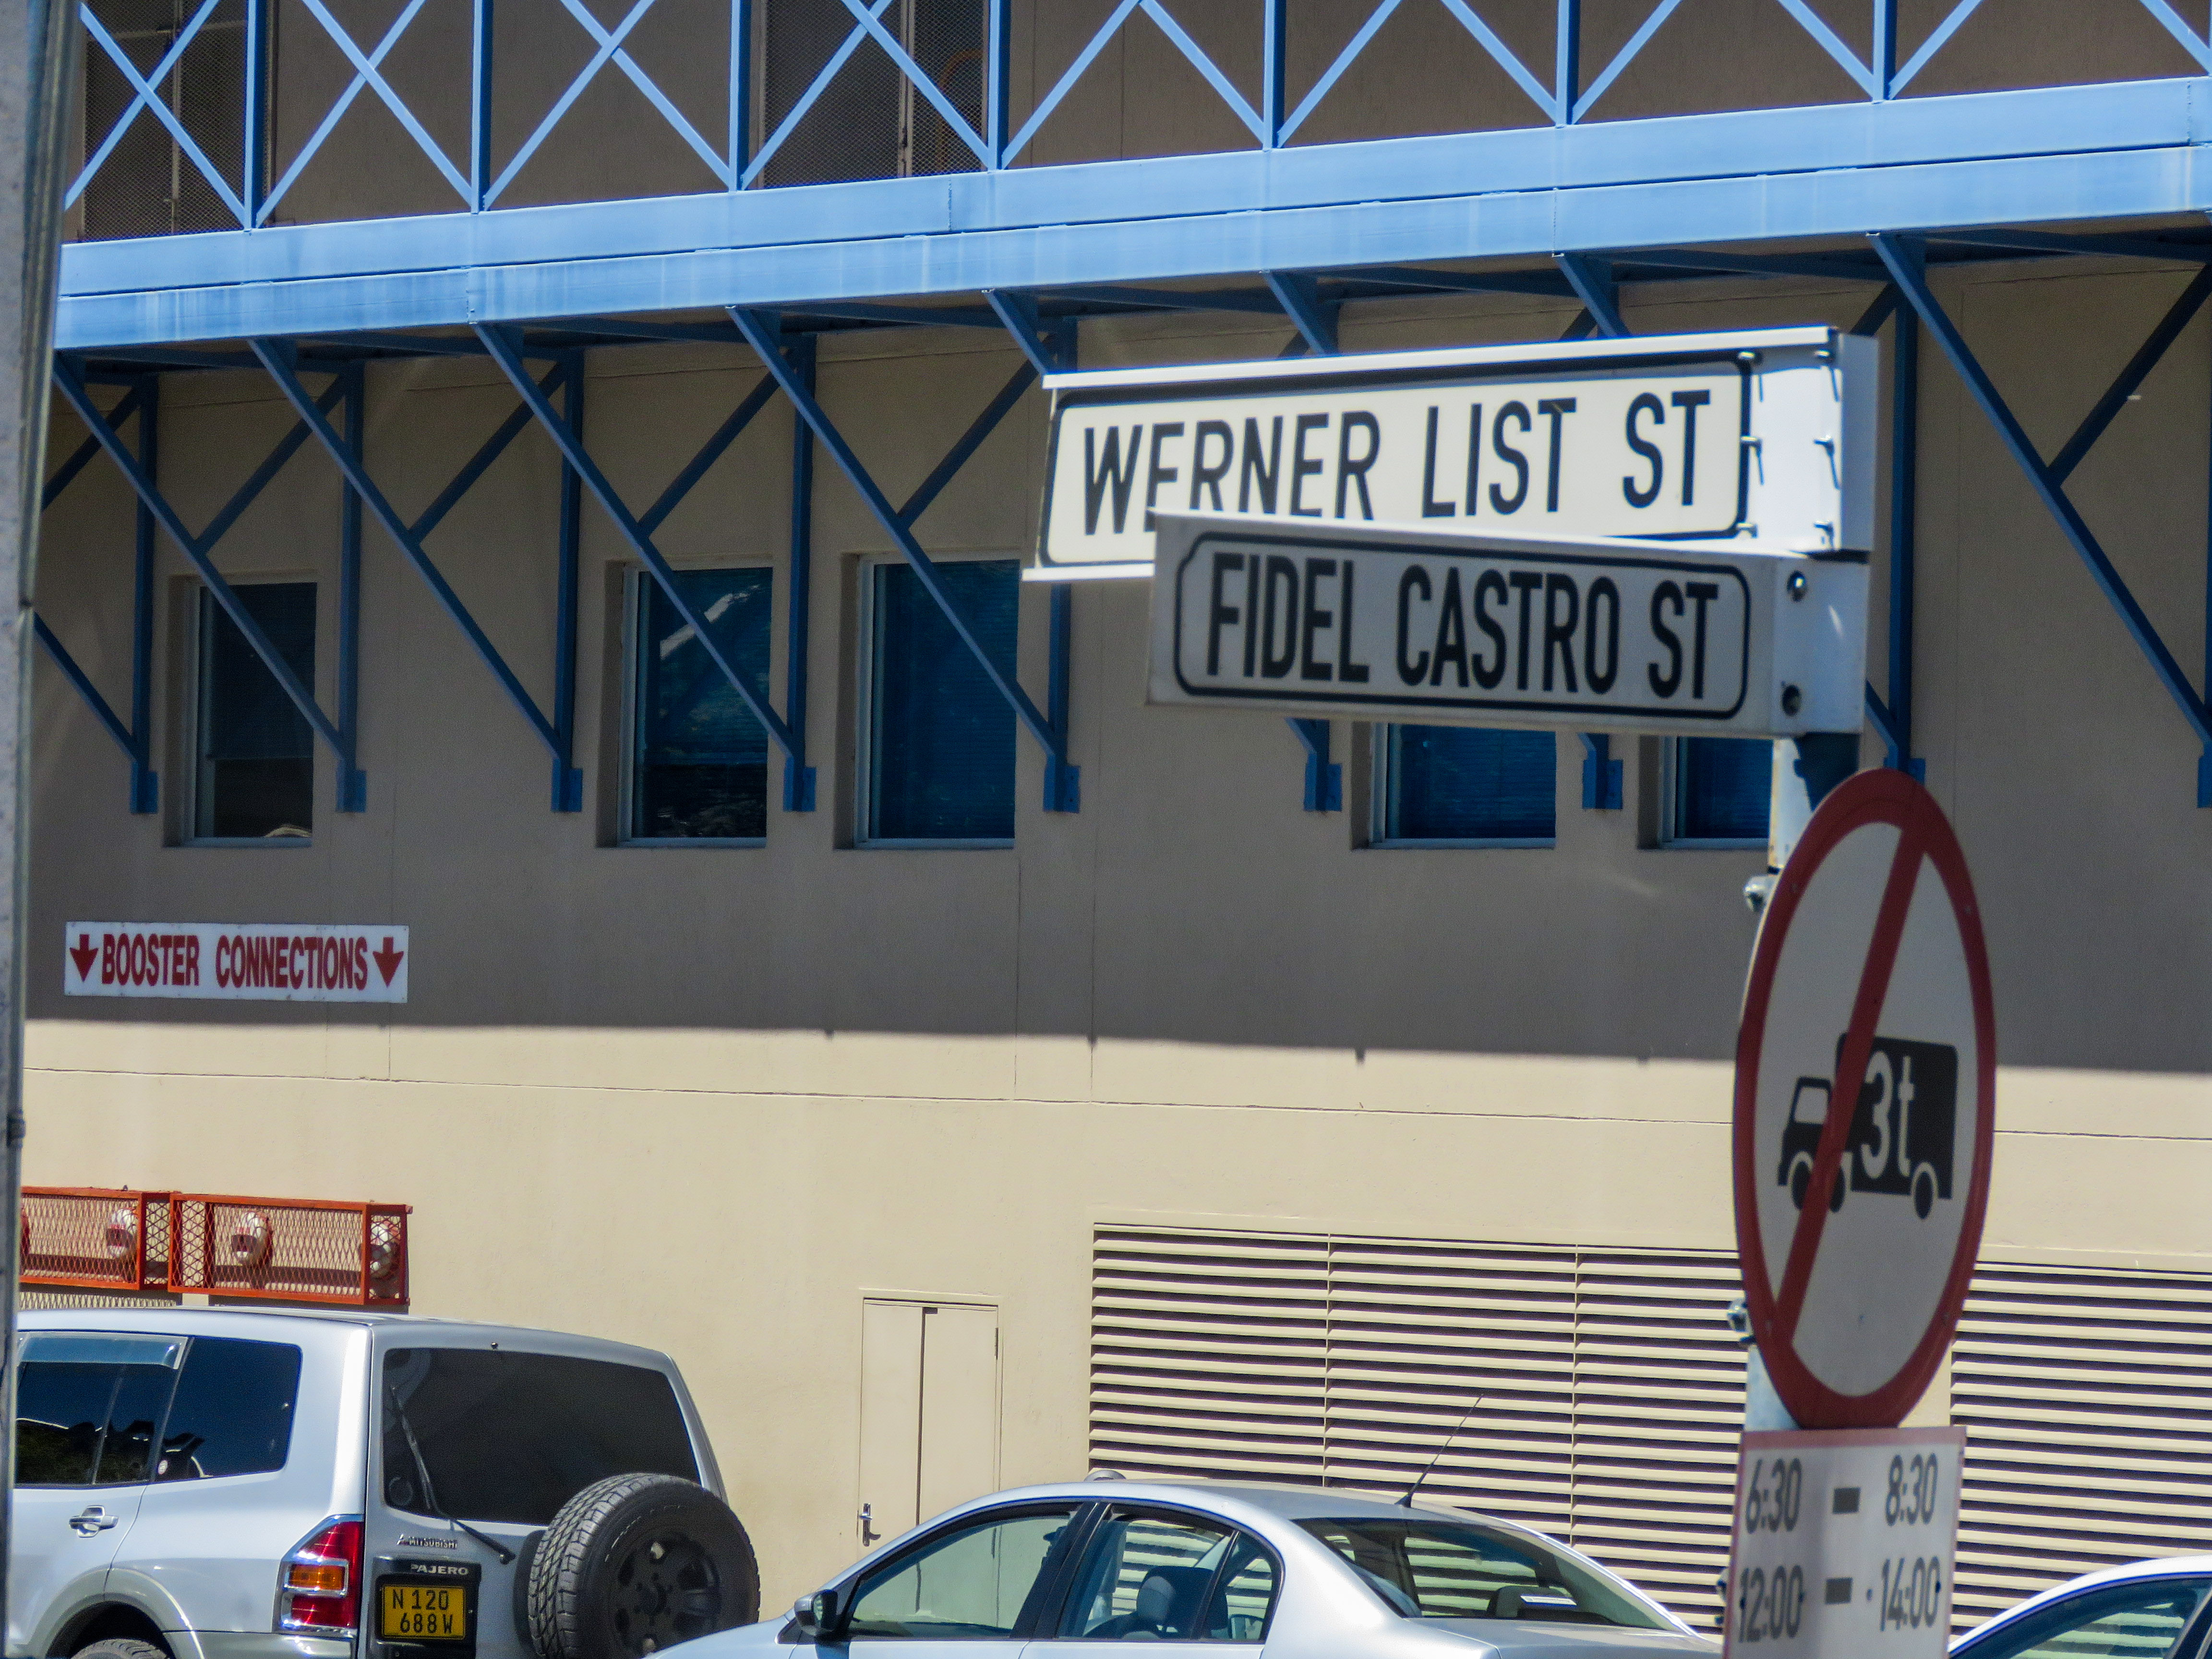 WERNER LIST ST
FIDEL CASTRO ST
BOOSTER CONNECTIONS
3t
6:30 - 8:30
12:00 - 14:00
MITSUBISHI
PAJERO
N 120
688 W